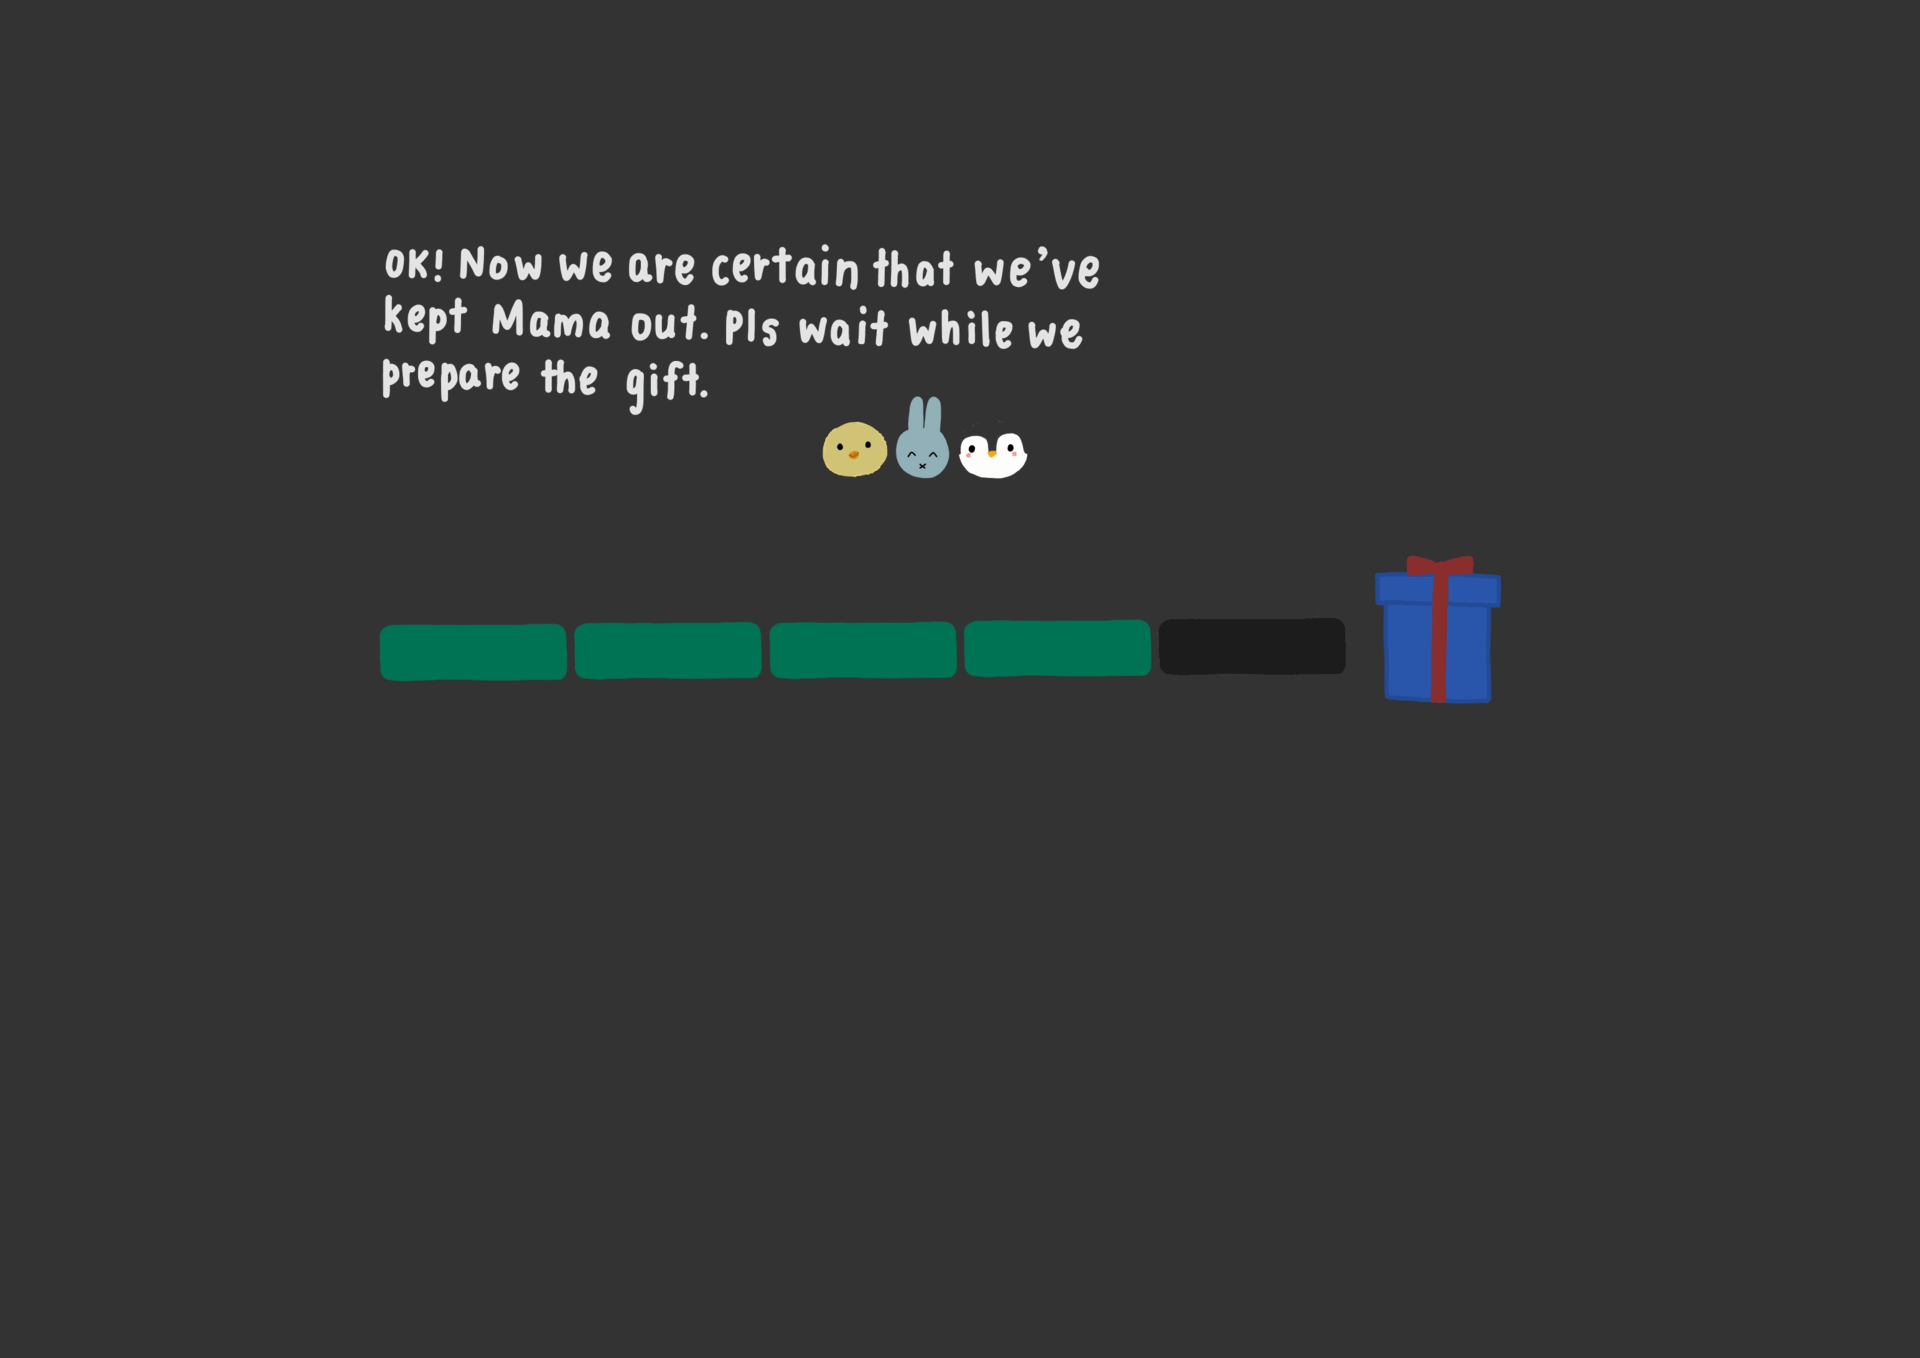 OK! Now we are certain that we've
kept Mama out. Pls wait while we
prepare the gift.